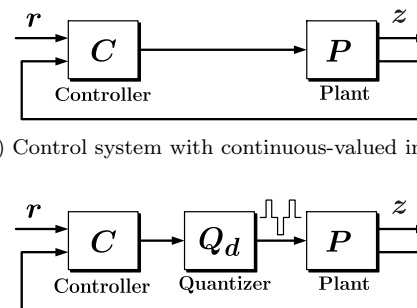 r z
C P
Controller Plant
) Control system with continuous-valued in
r z
C Q_d P
Controller Quantizer Plant